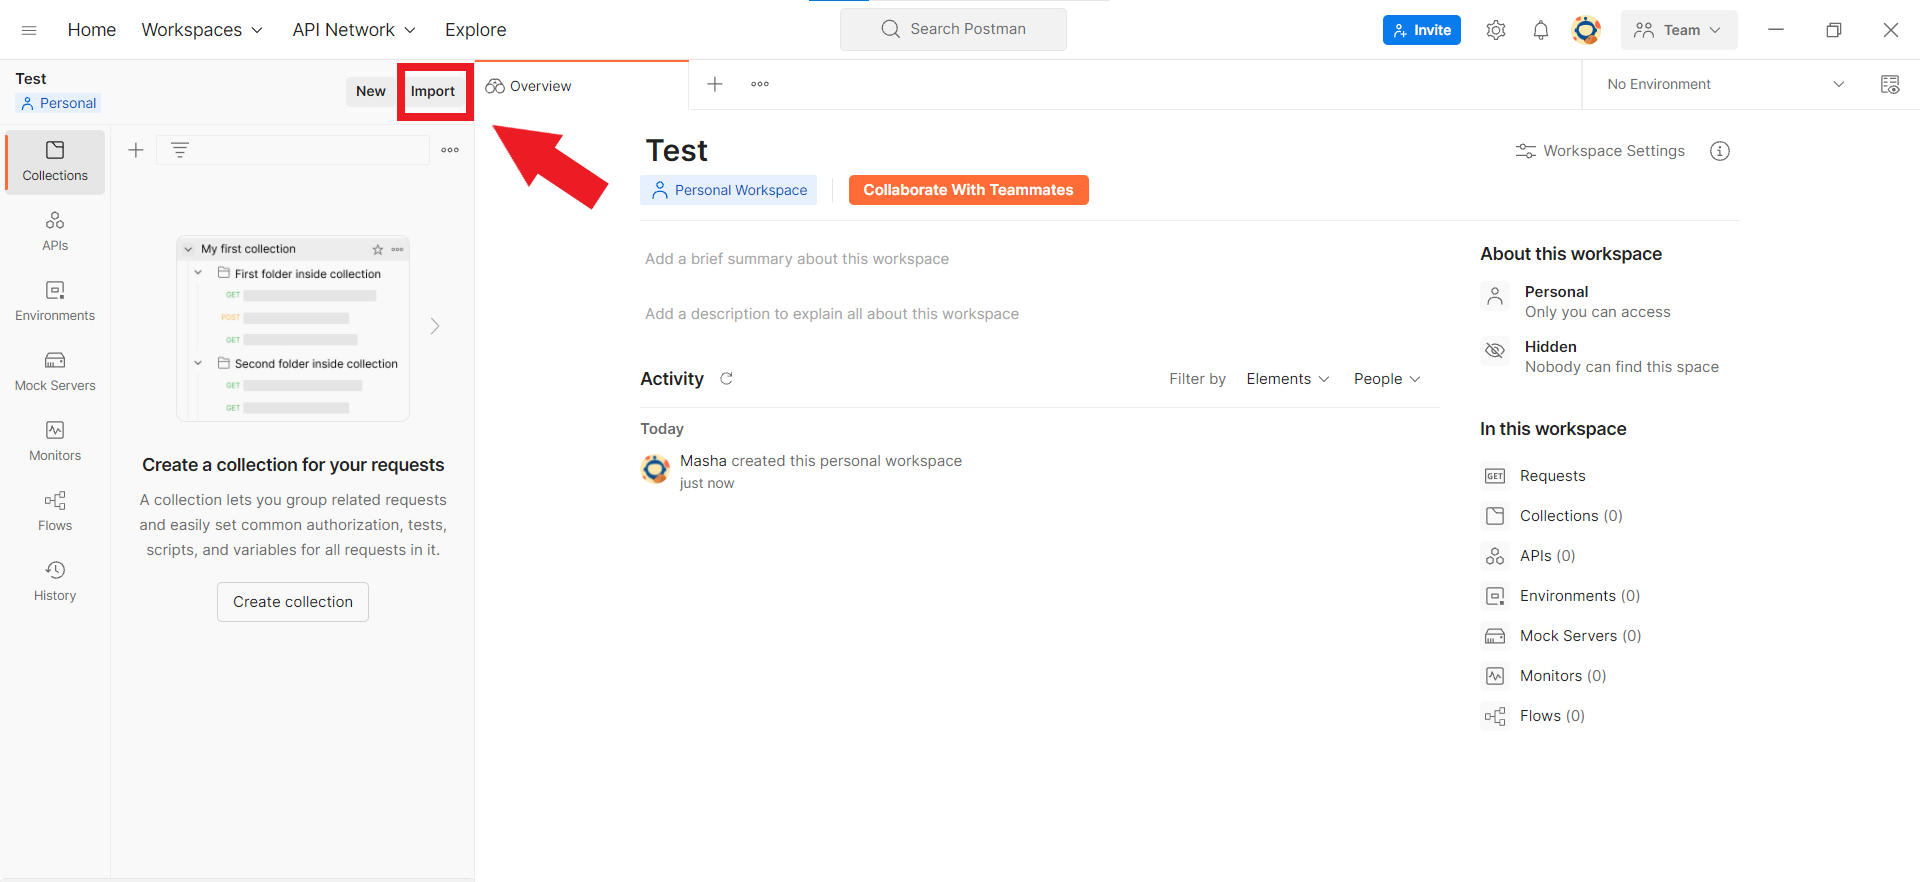 Home
Workspaces
API Network
Explore
Search Postman
Invite
Team
Test
Personal
New
Import
Overview
No Environment
Collections
APIs
Environments
Mock Servers
Monitors
Flows
History
My first collection
First folder inside collection
GET
POST
GET
Second folder inside collection
GET
GET
Create a collection for your requests
A collection lets you group related requests
and easily set common authorization, tests,
scripts, and variables for all requests in it.
Create collection
Test
Workspace Settings
Personal Workspace
Collaborate With Teammates
Add a brief summary about this workspace
Add a description to explain all about this workspace
Activity
Filter by
Elements
People
Today
Masha created this personal workspace
just now
About this workspace
Personal
Only you can access
Hidden
Nobody can find this space
In this workspace
GET
Requests
Collections (0)
APIs (0)
Environments (0)
Mock Servers (0)
Monitors (0)
Flows (0)